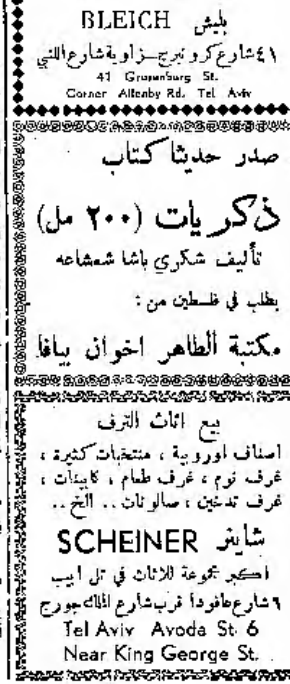 بليش BLEICH
٤١ شارع كروزنبرج ــ زاوية شارع اللنبي
41 Grusenburg St.
Corner Allenby Rd. Tel Aviv
صدر حديثا كتاب
ذكريات (٢٠٠ مل)
تأليف شكري باشا شعشاعه
يطلب في فلسطين من :
مكتبة الطاهر اخوان بيافا
بيع اثاث الترف
اصناف اوروبية ، منتخبات كثيرة ،
غرف نوم ، غرف طعام ، كابينات ،
غرف تدخين ، صالونات .. الخ ..
شاينر SCHEINER
اكبر مجموعة للاثاث في تل ابيب
٦ شارع عافودا قرب شارع الملك جورج
Tel Aviv Avoda St. 6
Near King George St.